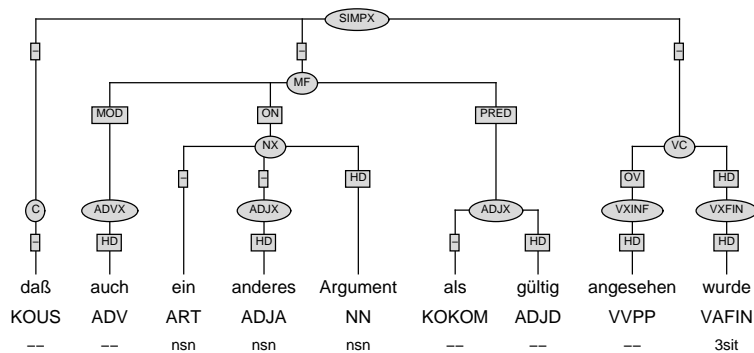 SIMPX
– – –
MF
MOD ON PRED
NX VC
– – HD OV HD
C ADVX ADJX ADJX VXINF VXFIN
– HD HD – HD HD HD
daß auch ein anderes Argument als gültig angesehen wurde
KOUS ADV ART ADJA NN KOKOM ADJD VVPP VAFIN
–– –– nsn nsn nsn –– –– –– 3sit